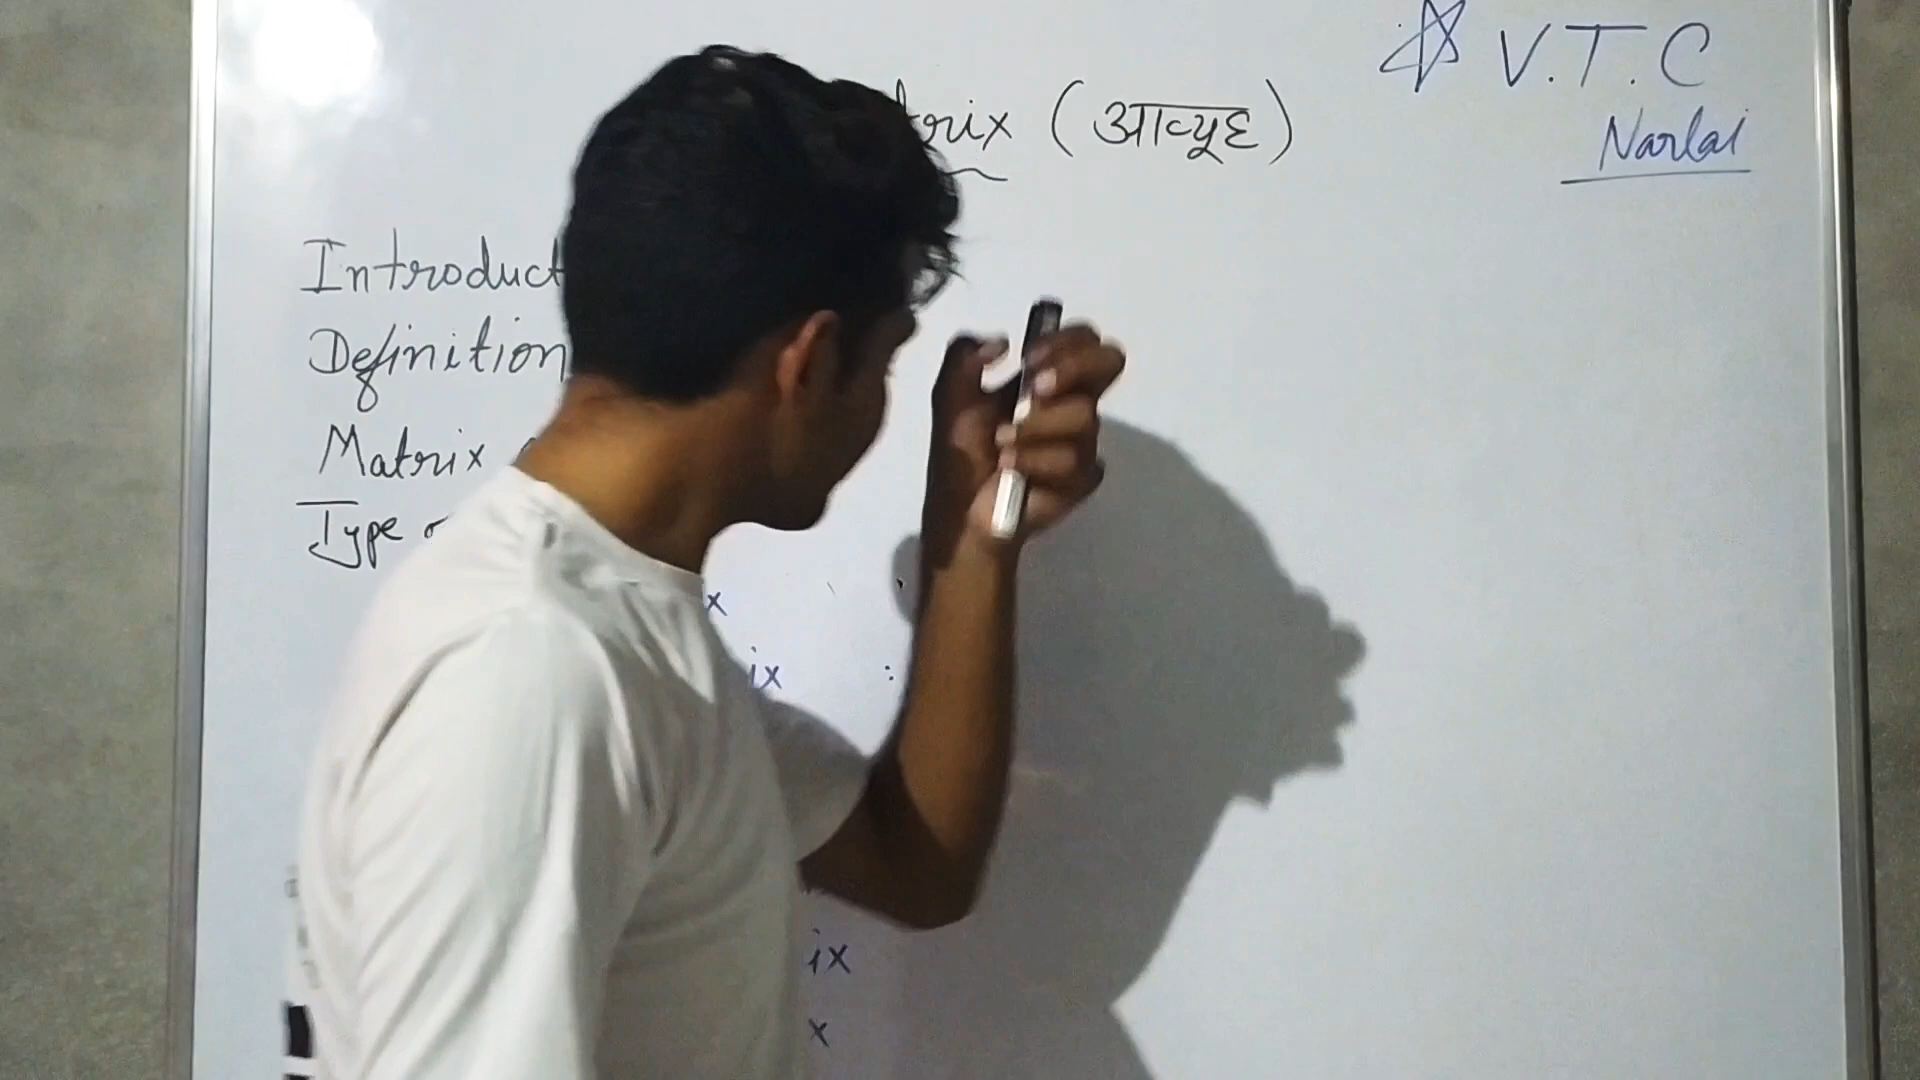 V.T.C
Narlai
trix (आव्यूह)
Introduct
Definition
Matrix
Type o
x
ix :
ix
x